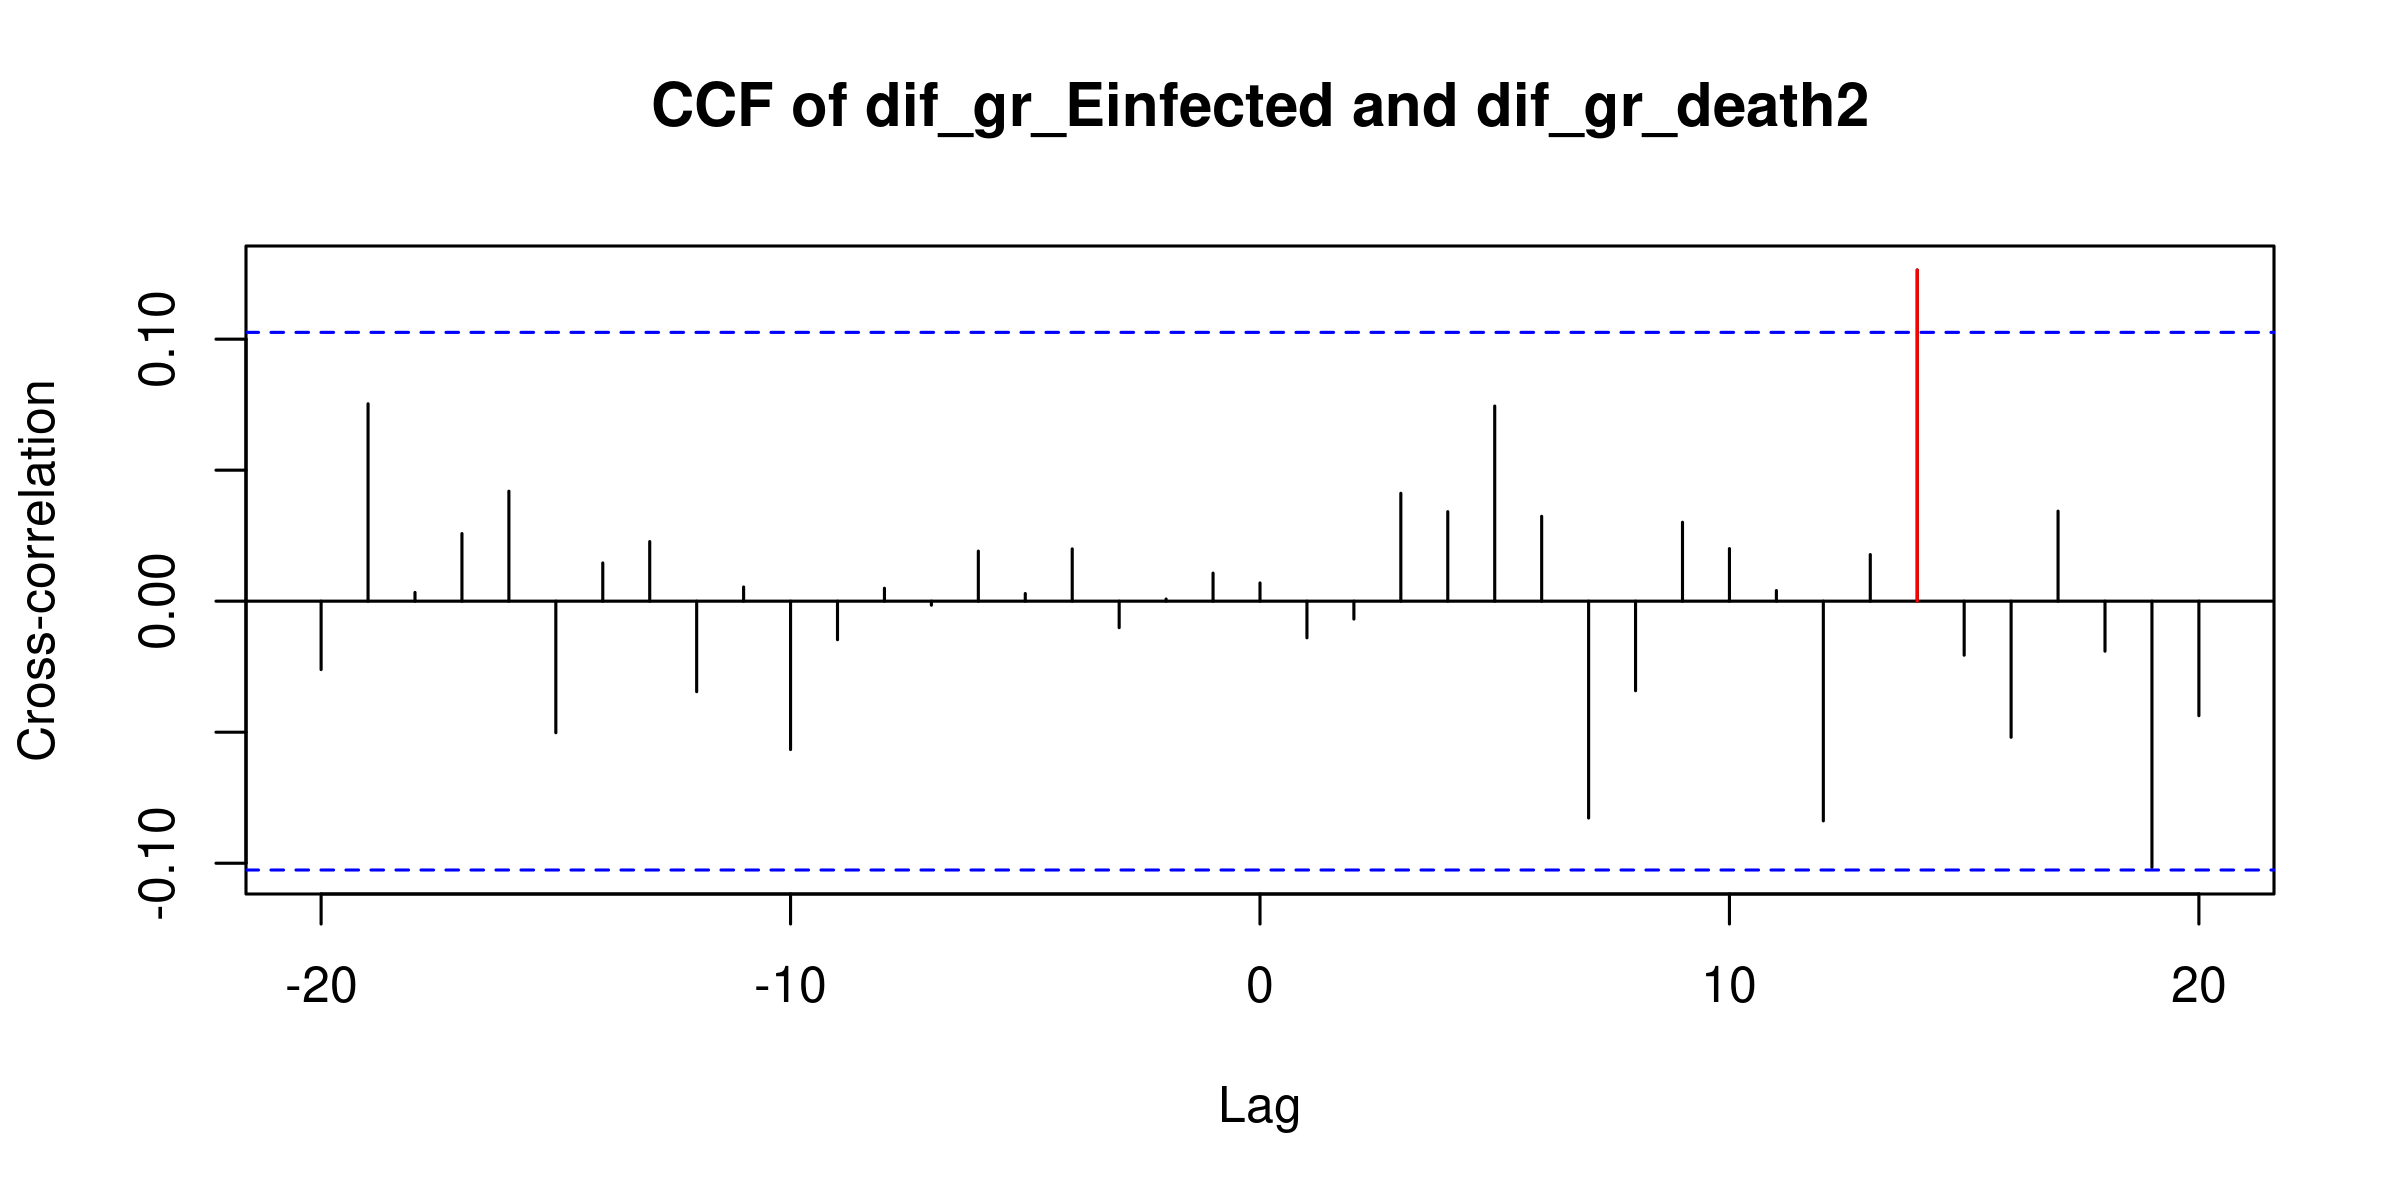 CCF of dif_gr_Einfected and dif_gr_death2
Cross-correlation
0.10
0.00
-0.10
-20 -10 0 10 20
Lag